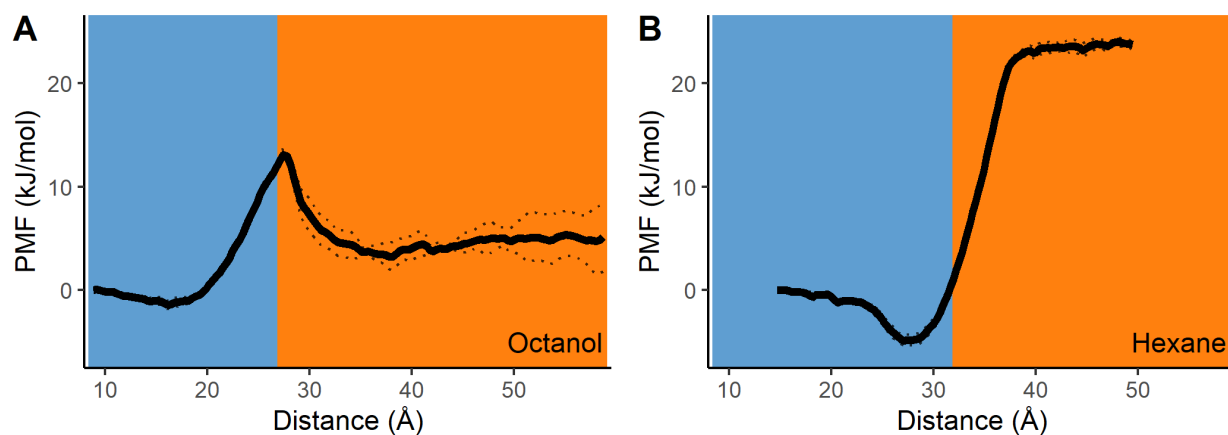 A
PMF (kJ/mol)
20
10
0
Octanol
10 20 30 40 50
Distance (Å)
B
PMF (kJ/mol)
20
10
0
Hexane
10 20 30 40 50
Distance (Å)